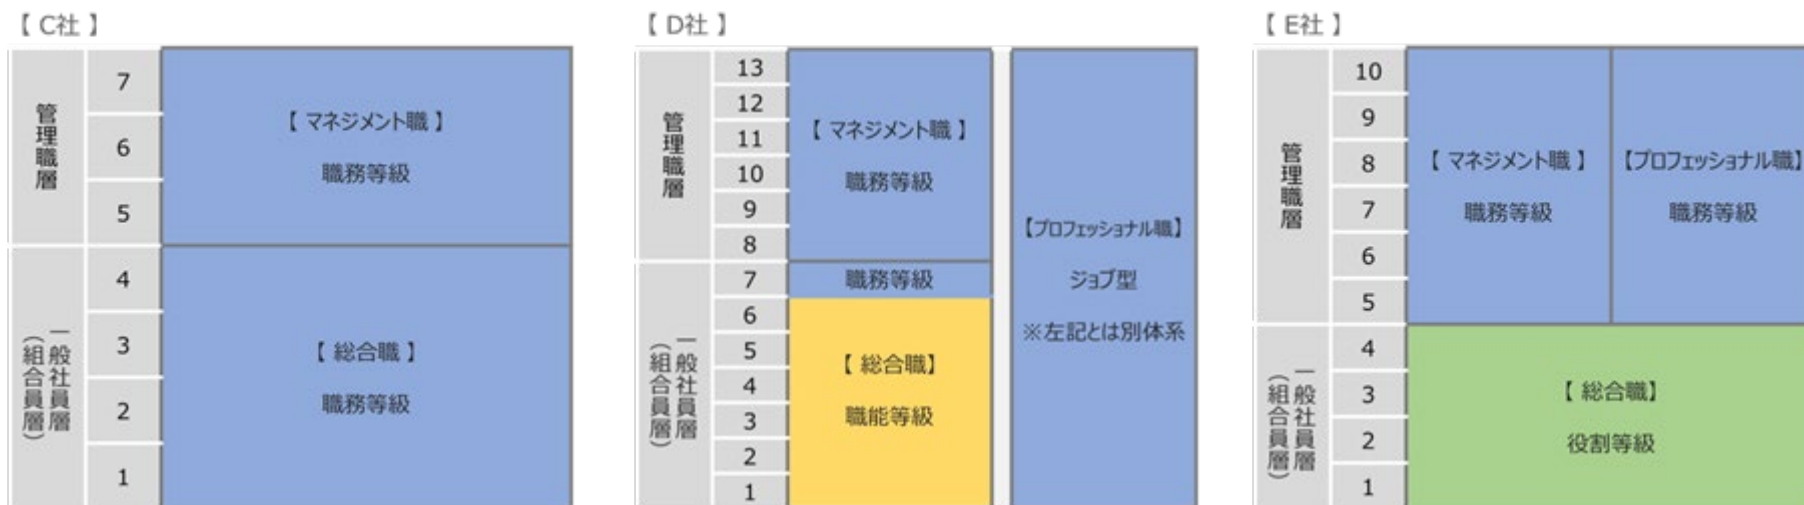 【 C社 】
管理職層
7
6
5
【 マネジメント職 】
職務等級
一般社員層
（組合員層）
4
3
2
1
【 総合職 】
職務等級
【 D社 】
管理職層
13
12
11
10
9
8
【 マネジメント職 】
職務等級
一般社員層
（組合員層）
7
6
5
4
3
2
1
職務等級
【 総合職】
職能等級
【プロフェッショナル職】
ジョブ型
※左記とは別体系
【 E社 】
管理職層
10
9
8
7
6
5
【 マネジメント職 】
職務等級
【プロフェッショナル職】
職務等級
一般社員層
（組合員層）
4
3
2
1
【 総合職】
役割等級